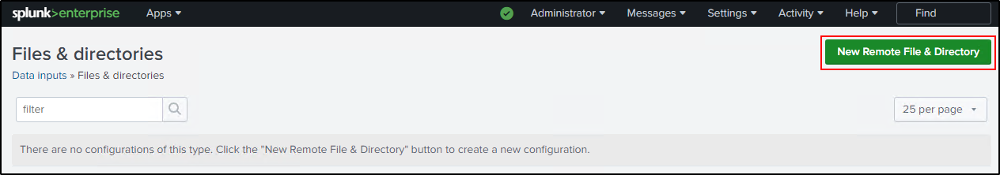 splunk>enterprise Apps Administrator Messages Settings Activity Help Find
Files & directories New Remote File & Directory
Data inputs » Files & directories
filter 25 per page
There are no configurations of this type. Click the "New Remote File & Directory" button to create a new configuration.